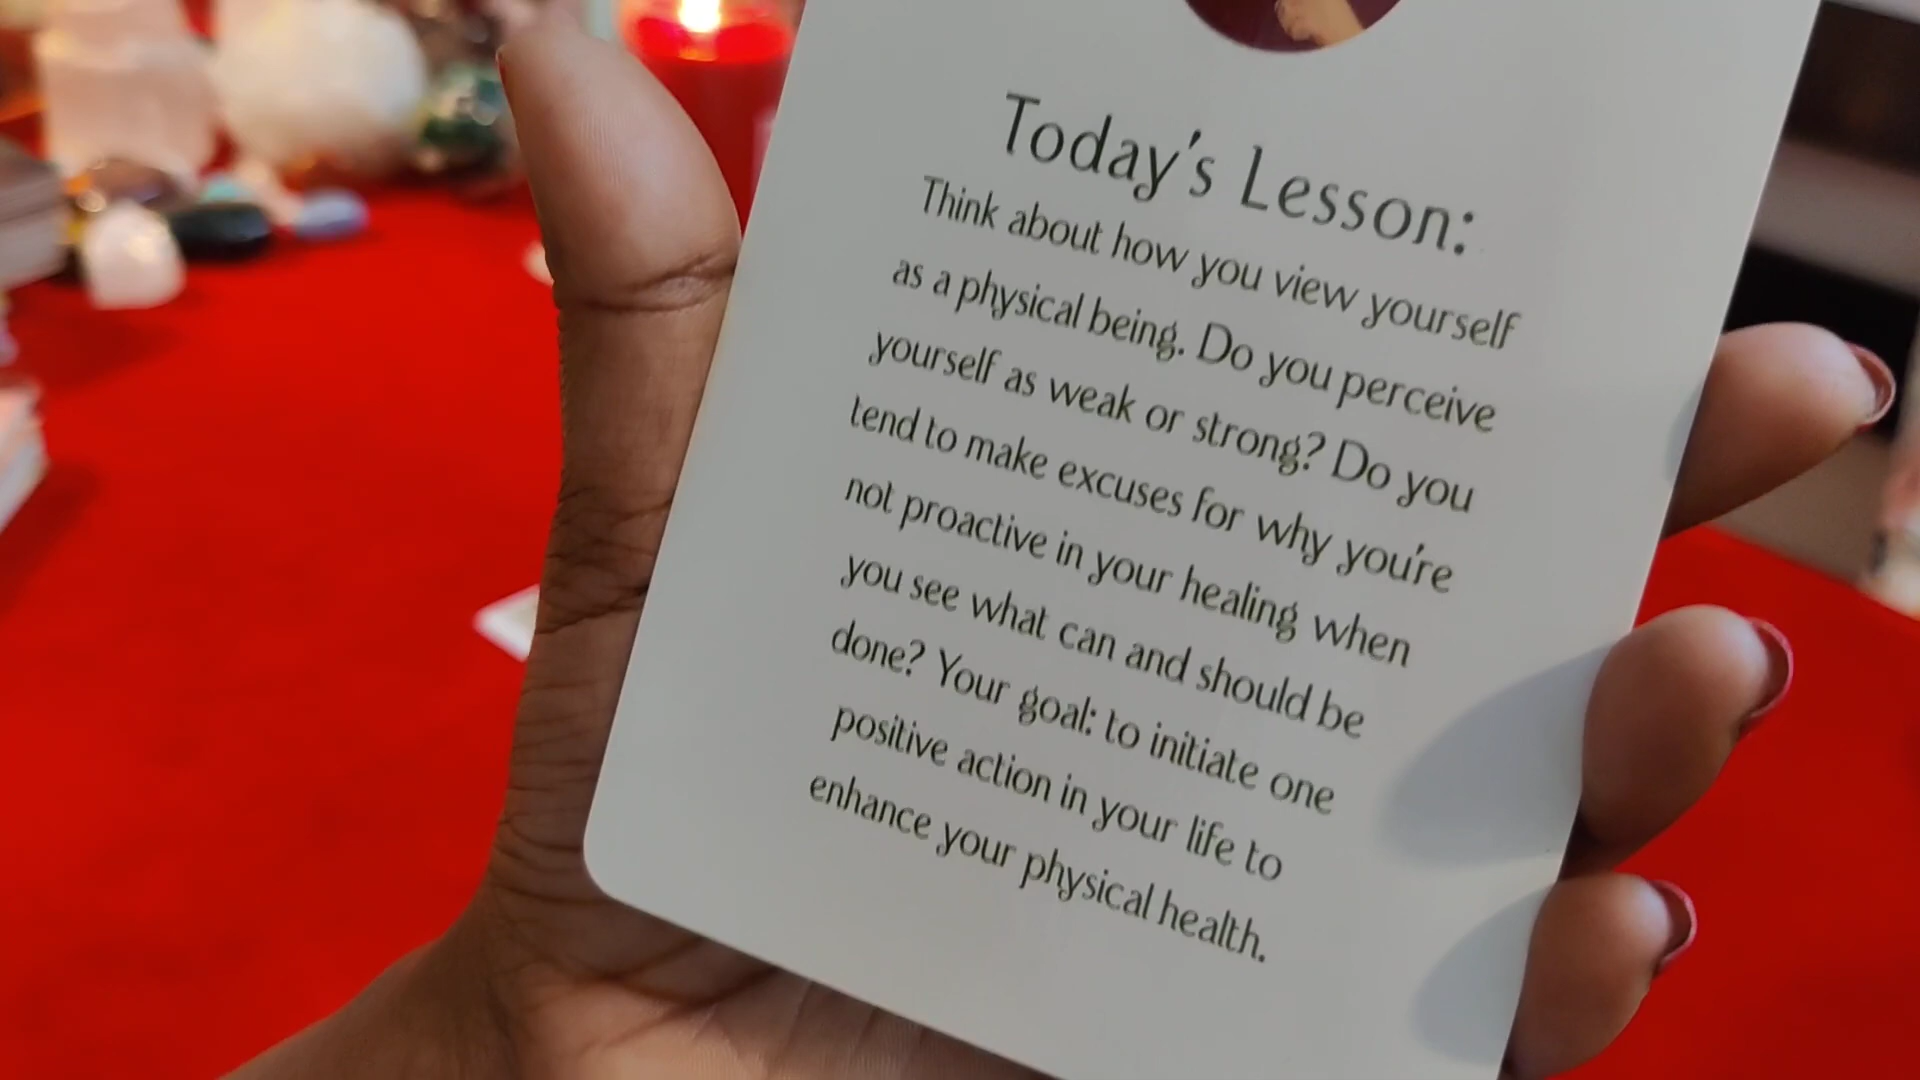 Today's Lesson:
Think about how you view yourself
as a physical being. Do you perceive
yourself as weak or strong? Do you
tend to make excuses for why you're
not proactive in your healing when
you see what can and should be
done? Your goal: to initiate one
positive action in your life to
enhance your physical health.